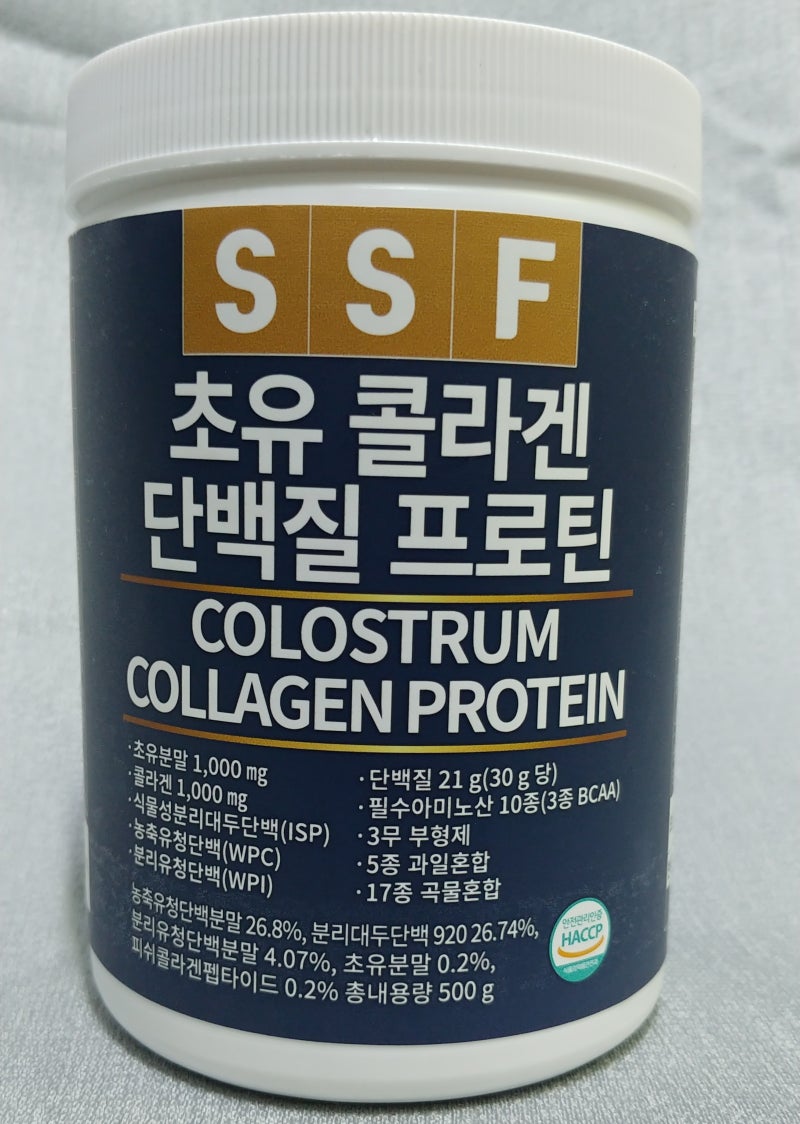 SSF
초유 콜라겐
단백질 프로틴
COLOSTRUM
COLLAGEN PROTEIN
·초유분말 1,000 mg
·콜라겐 1,000 mg
·식물성분리대두단백(ISP)
·농축유청단백(WPC)
·분리유청단백(WPI)
·단백질 21 g(30 g 당)
·필수아미노산 10종(3종 BCAA)
·3무 부형제
·5종 과일혼합
·17종 곡물혼합
농축유청단백분말 26.8%, 분리대두단백 920 26.74%,
분리유청단백분말 4.07%, 초유분말 0.2%,
피쉬콜라겐펩타이드 0.2% 총내용량 500 g
안전관리인증
HACCP